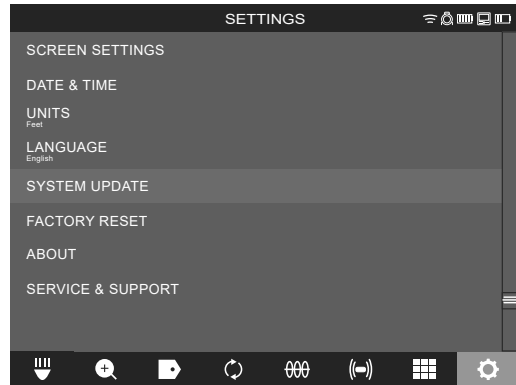 SETTINGS
SCREEN SETTINGS
DATE & TIME
UNITS
Feet
LANGUAGE
English
SYSTEM UPDATE
FACTORY RESET
ABOUT
SERVICE & SUPPORT